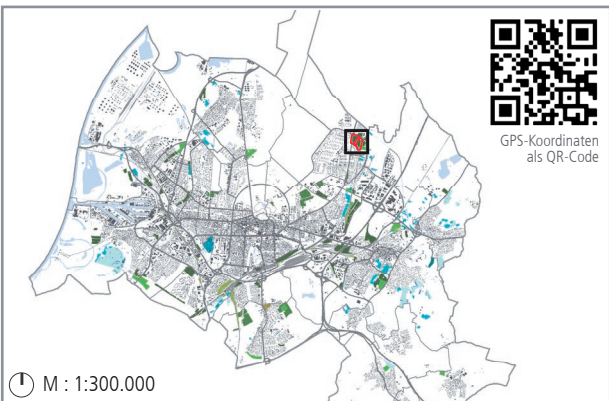 GPS-Koordinaten
als QR-Code
M : 1:300.000